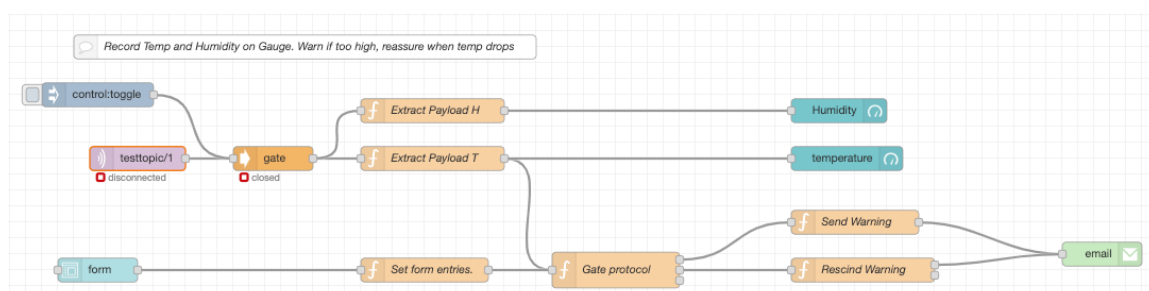 Record Temp and Humidity on Gauge. Warn if too high, reassure when temp drops
control:toggle
Extract Payload H
Humidity
testtopic/1
gate
Extract Payload T
temperature
disconnected
closed
Send Warning
email
form
Set form entries.
Gate protocol
Rescind Warning